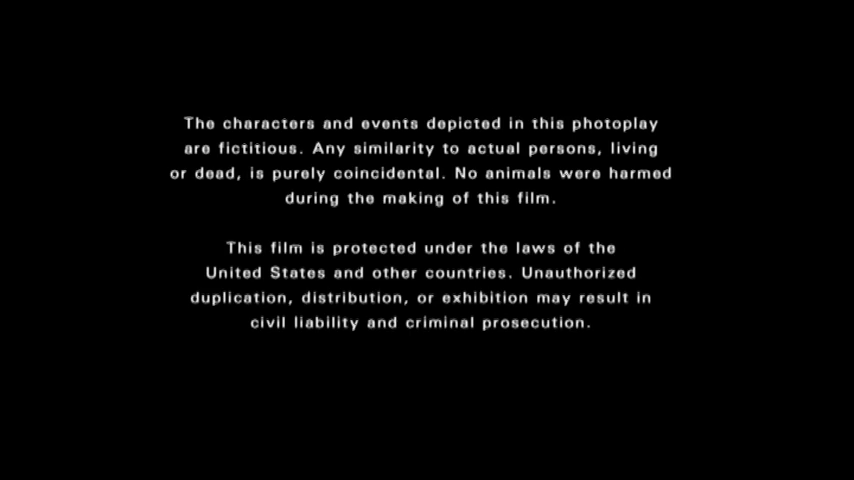 The characters and events depicted in this photoplay
are fictitious. Any similarity to actual persons, living
or dead, is purely coincidental. No animals were harmed
during the making of this film.
This film is protected under the laws of the
United States and other countries. Unauthorized
duplication, distribution, or exhibition may result in
civil liability and criminal prosecution.